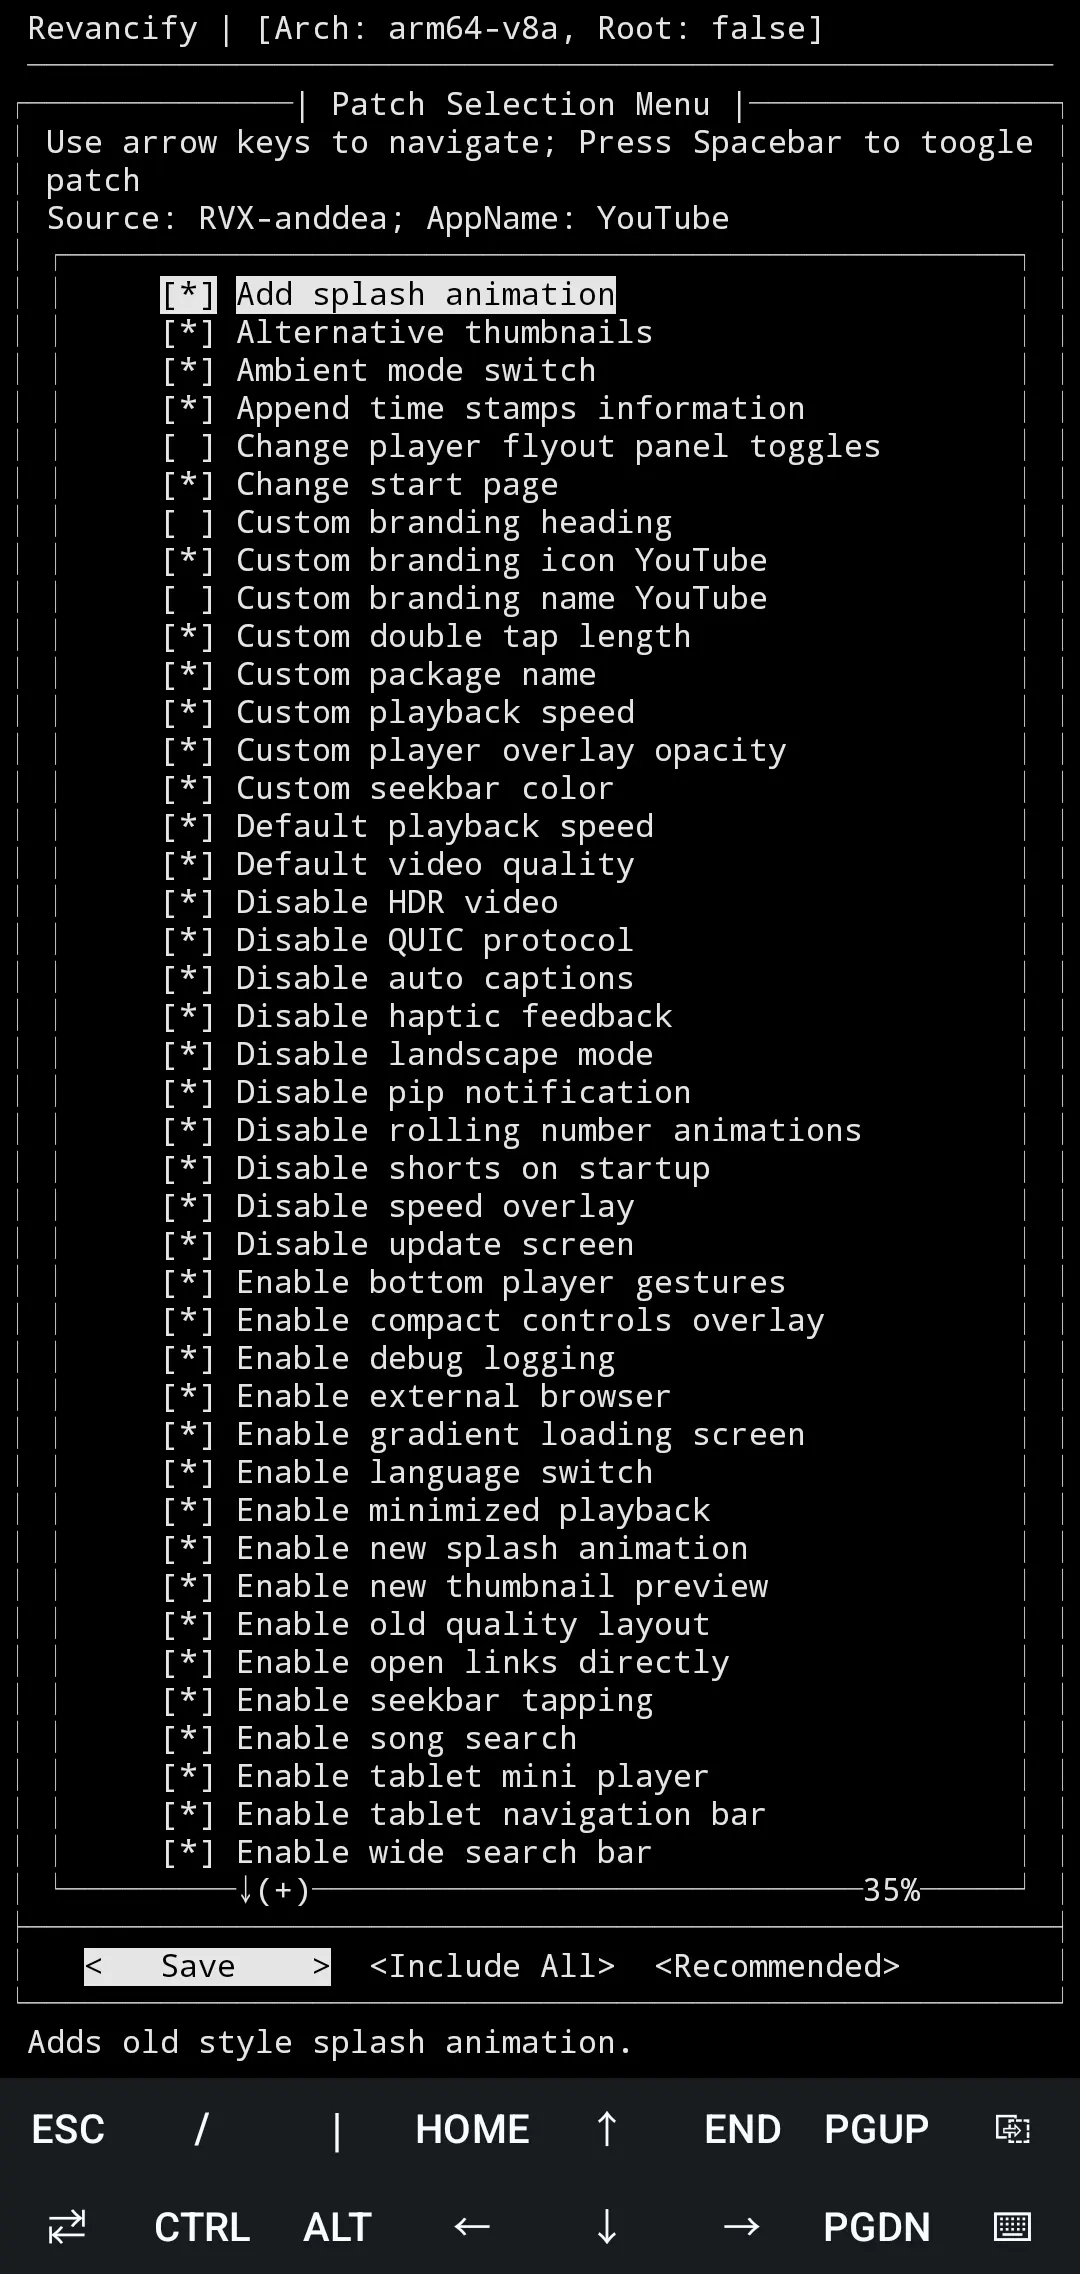 Revancify | [Arch: arm64-v8a, Root: false]
| Patch Selection Menu |
Use arrow keys to navigate; Press Spacebar to toogle
patch
Source: RVX-anddea; AppName: YouTube
[*] Add splash animation
[*] Alternative thumbnails
[*] Ambient mode switch
[*] Append time stamps information
[ ] Change player flyout panel toggles
[*] Change start page
[ ] Custom branding heading
[*] Custom branding icon YouTube
[ ] Custom branding name YouTube
[*] Custom double tap length
[*] Custom package name
[*] Custom playback speed
[*] Custom player overlay opacity
[*] Custom seekbar color
[*] Default playback speed
[*] Default video quality
[*] Disable HDR video
[*] Disable QUIC protocol
[*] Disable auto captions
[*] Disable haptic feedback
[*] Disable landscape mode
[*] Disable pip notification
[*] Disable rolling number animations
[*] Disable shorts on startup
[*] Disable speed overlay
[*] Disable update screen
[*] Enable bottom player gestures
[*] Enable compact controls overlay
[*] Enable debug logging
[*] Enable external browser
[*] Enable gradient loading screen
[*] Enable language switch
[*] Enable minimized playback
[*] Enable new splash animation
[*] Enable new thumbnail preview
[*] Enable old quality layout
[*] Enable open links directly
[*] Enable seekbar tapping
[*] Enable song search
[*] Enable tablet mini player
[*] Enable tablet navigation bar
[*] Enable wide search bar
↓(+) 35%
< Save > <Include All> <Recommended>
Adds old style splash animation.
ESC / | HOME ↑ END PGUP
CTRL ALT ← ↓ → PGDN